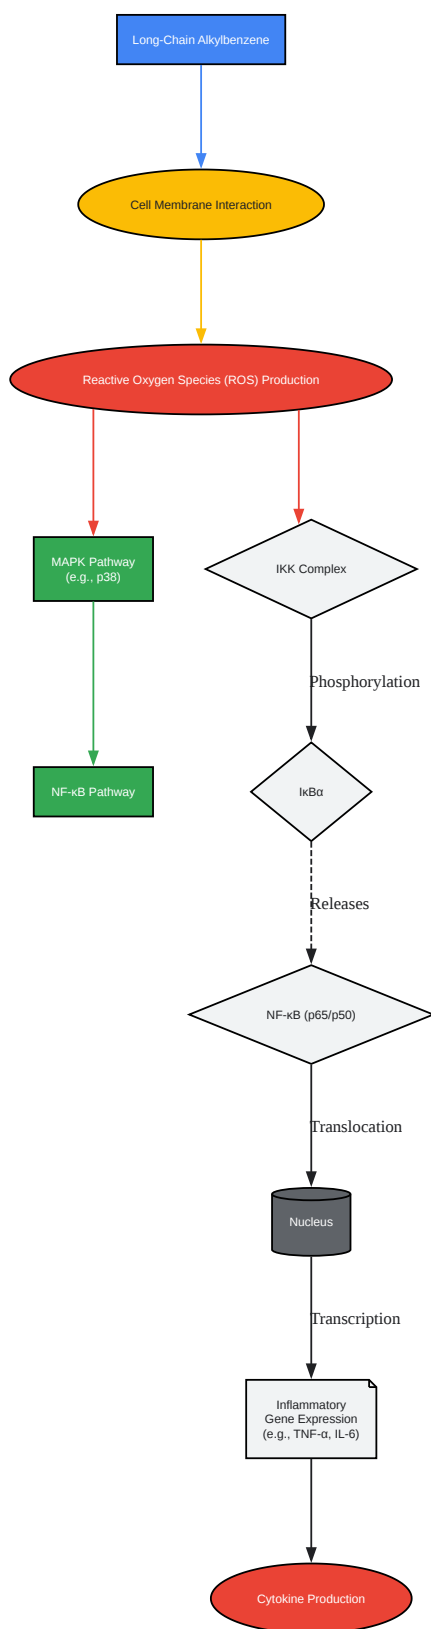 Long-Chain Alkylbenzene
Cell Membrane Interaction
Reactive Oxygen Species (ROS) Production
MAPK Pathway
(e.g., p38)
IKK Complex
Phosphorylation
NF-κB Pathway
IκBα
Releases
NF-κB (p65/p50)
Translocation
Nucleus
Transcription
Inflammatory
Gene Expression
(e.g., TNF-α, IL-6)
Cytokine Production